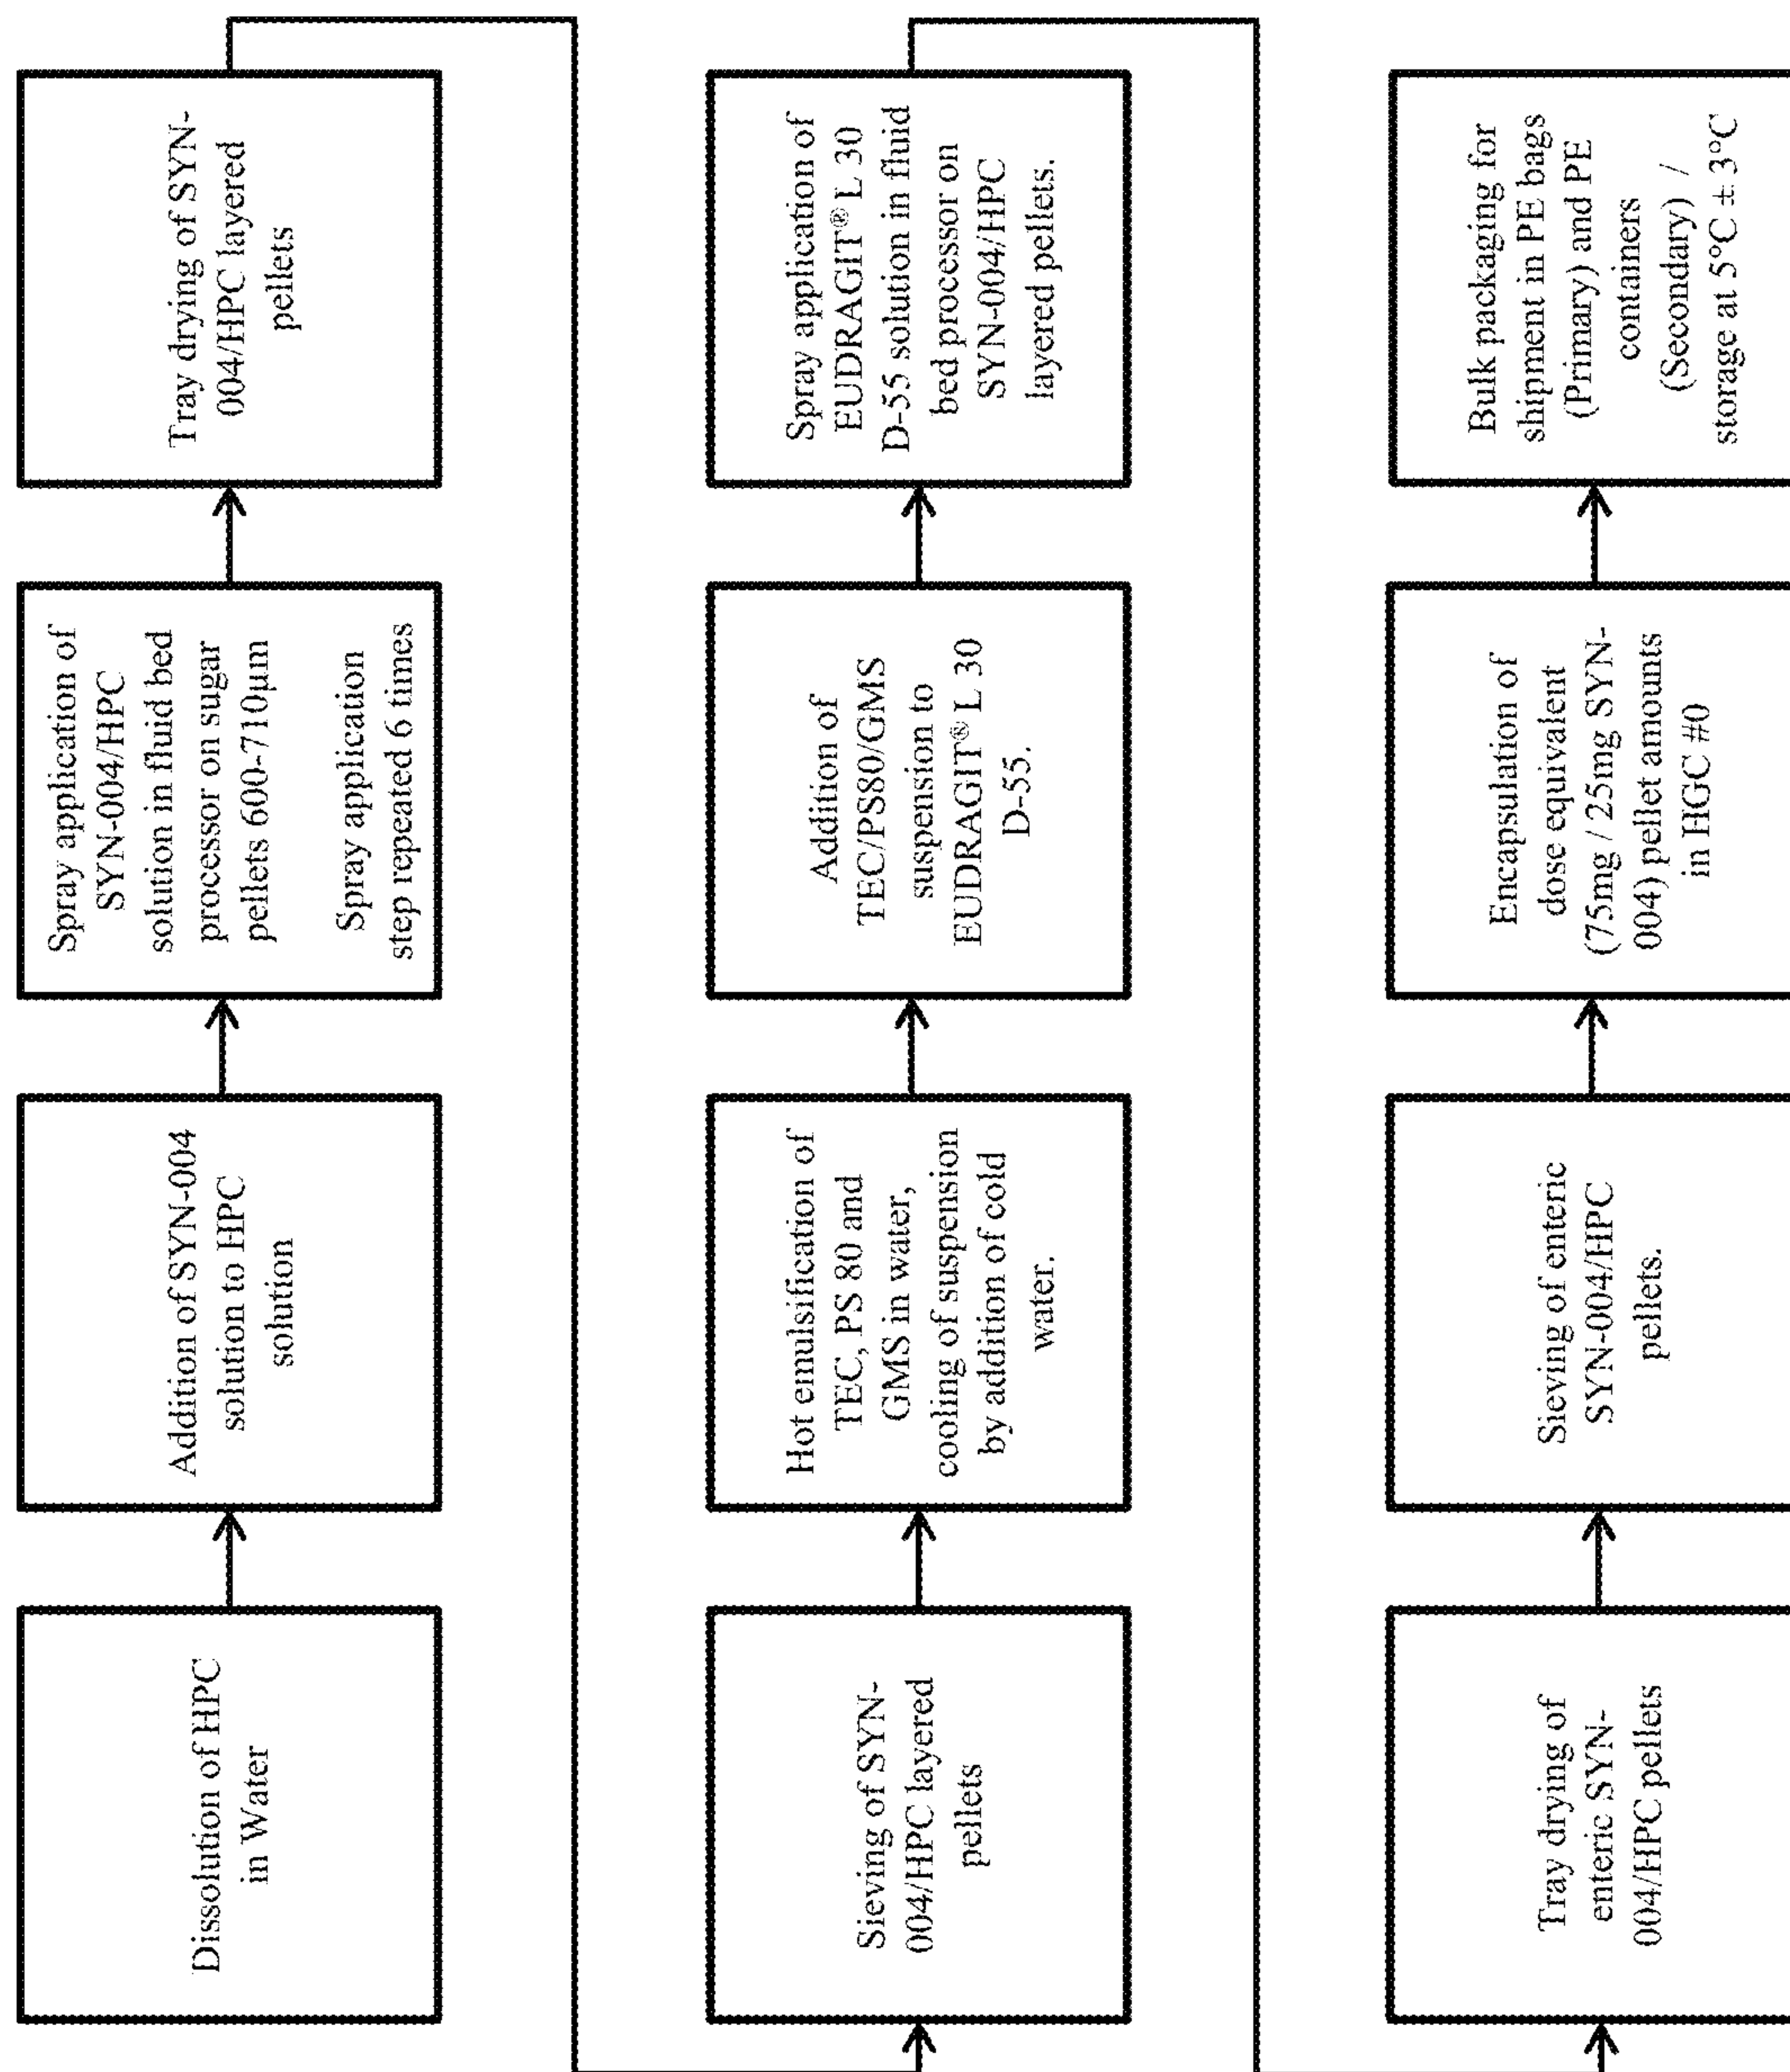 Dissolution of HPC
in Water
Addition of SYN-004
solution to HPC
solution
Spray application of
SYN-004/HPC
solution in fluid bed
processor on sugar
pellets 600-710µm
Spray application
step repeated 6 times
Tray drying of SYN-
004/HPC layered
pellets
Sieving of SYN-
004/HPC layered
pellets
Hot emulsification of
TEC, PS 80 and
GMS in water,
cooling of suspension
by addition of cold
water.
Addition of
TEC/PS80/GMS
suspension to
EUDRAGIT® L 30
D-55.
Spray application of
EUDRAGIT® L 30
D-55 solution in fluid
bed processor on
SYN-004/HPC
layered pellets.
Tray drying of
enteric SYN-
004/HPC pellets
Sieving of enteric
SYN-004/HPC
pellets.
Encapsulation of
dose equivalent
(75mg / 25mg SYN-
004) pellet amounts
in HGC #0
Bulk packaging for
shipment in PE bags
(Primary) and PE
containers
(Secondary) /
storage at 5°C ± 3°C